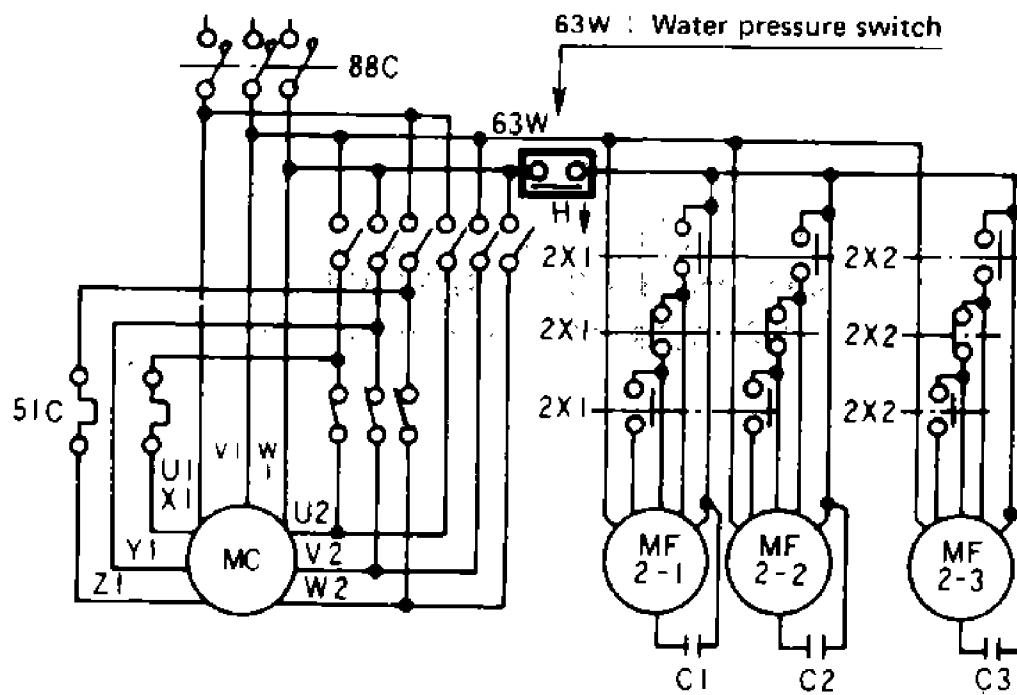 63W : Water pressure switch
88C
63W
H
2X1
2X2
2X1
2X2
51C
2X1
2X2
U1
V1
W1
X1
U2
Y1
MC
V2
Z1
W2
MF
2-1
MF
2-2
MF
2-3
C1
C2
C3